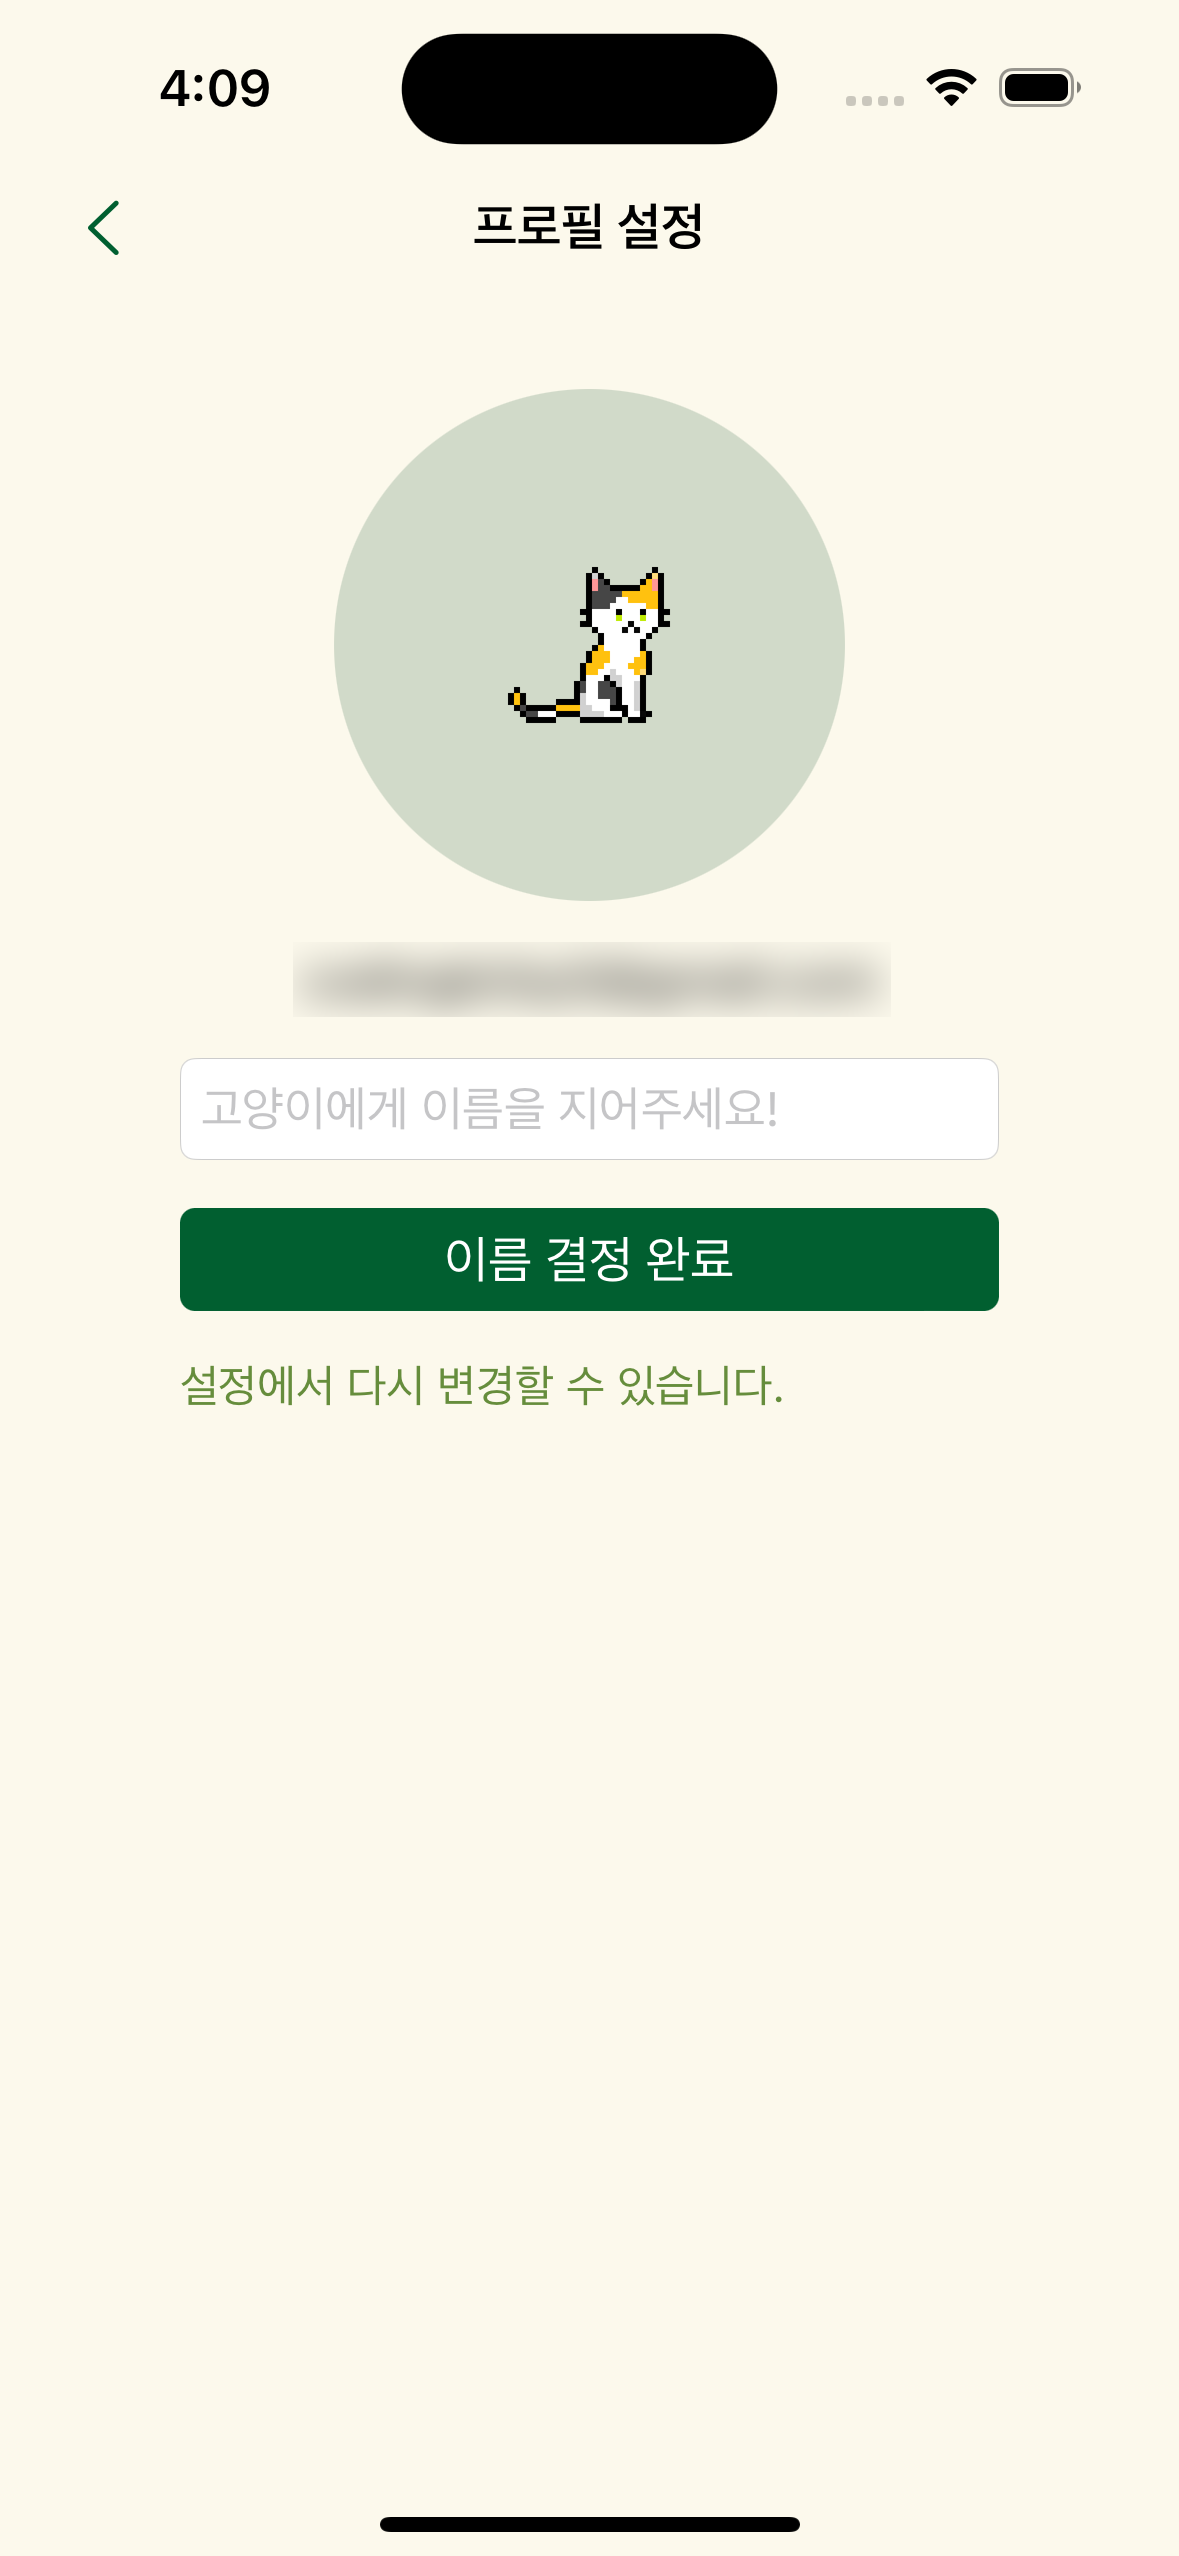 4:09
프로필 설정
고양이에게 이름을 지어주세요!
이름 결정 완료
설정에서 다시 변경할 수 있습니다.